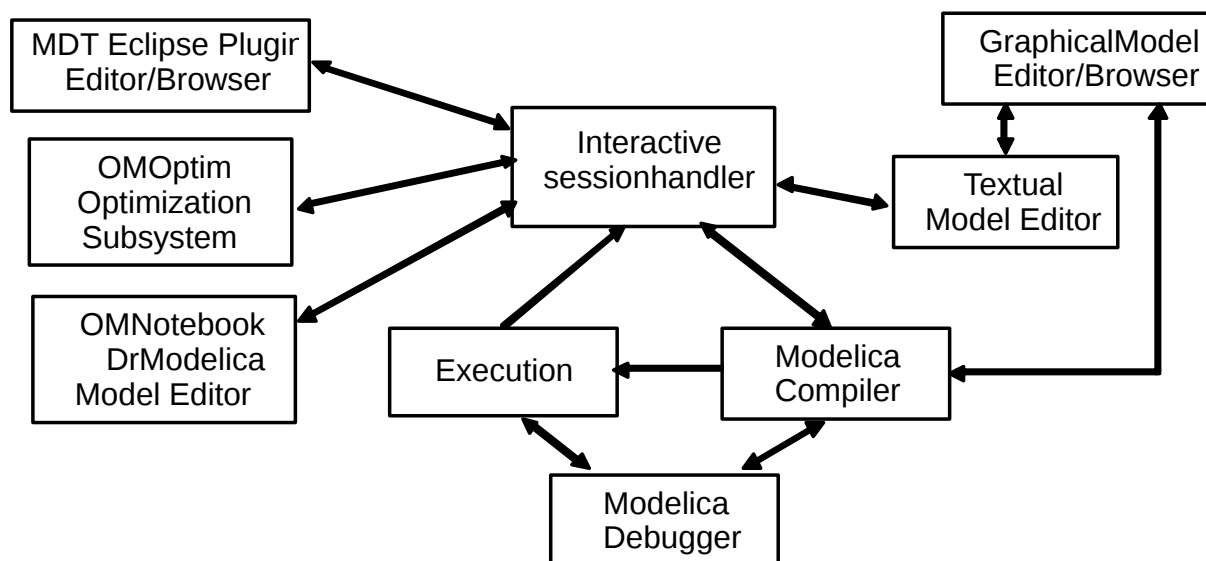 MDT Eclipse Plugin
Editor/Browser
GraphicalModel
Editor/Browser
Interactive
sessionhandler
OMOptim
Optimization
Subsystem
Textual
Model Editor
OMNotebook
DrModelica
Model Editor
Execution
Modelica
Compiler
Modelica
Debugger